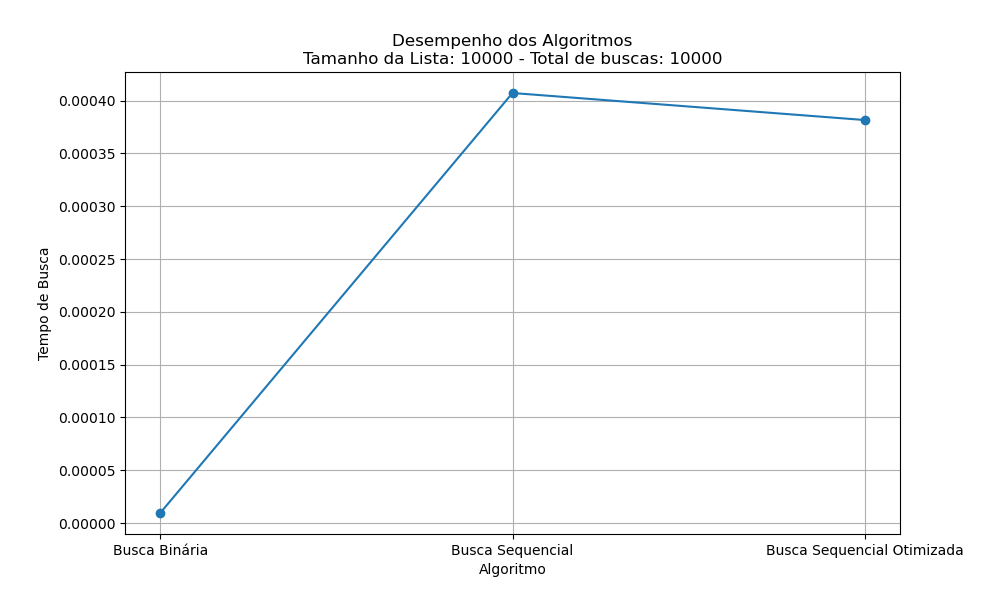 Desempenho dos Algoritmos
Tamanho da Lista: 10000 - Total de buscas: 10000
Tempo de Busca
0.00040
0.00035
0.00030
0.00025
0.00020
0.00015
0.00010
0.00005
0.00000
Busca Binária
Busca Sequencial
Busca Sequencial Otimizada
Algoritmo